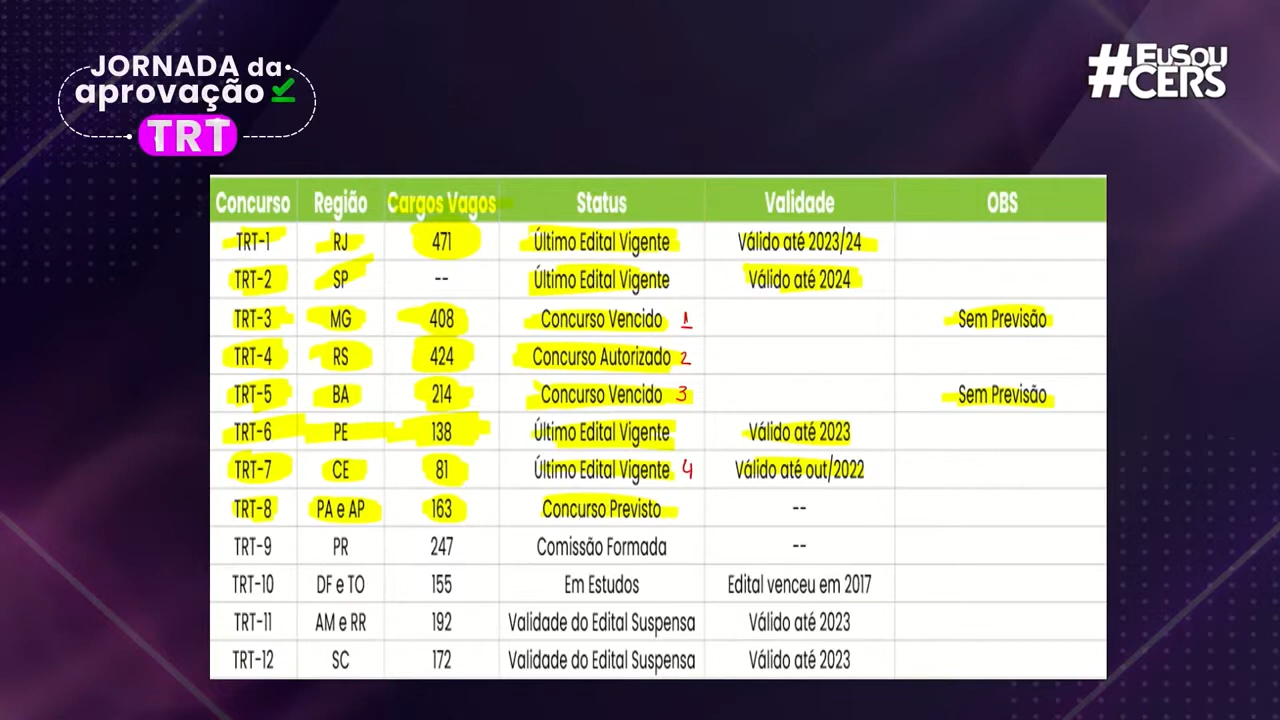 JORNADA da
aprovação
TRT
#EuSou
CERS
Concurso Região Cargos Vagos Status Validade OBS
TRT-1 RJ 471 Último Edital Vigente Válido até 2023/24
TRT-2 SP -- Último Edital Vigente Válido até 2024
TRT-3 MG 408 Concurso Vencido 1 Sem Previsão
TRT-4 RS 424 Concurso Autorizado 2
TRT-5 BA 214 Concurso Vencido 3 Sem Previsão
TRT-6 PE 138 Último Edital Vigente Válido até 2023
TRT-7 CE 81 Último Edital Vigente 4 Válido até out/2022
TRT-8 PA e AP 163 Concurso Previsto --
TRT-9 PR 247 Comissão Formada --
TRT-10 DF e TO 155 Em Estudos Edital venceu em 2017
TRT-11 AM e RR 192 Validade do Edital Suspensa Válido até 2023
TRT-12 SC 172 Validade do Edital Suspensa Válido até 2023